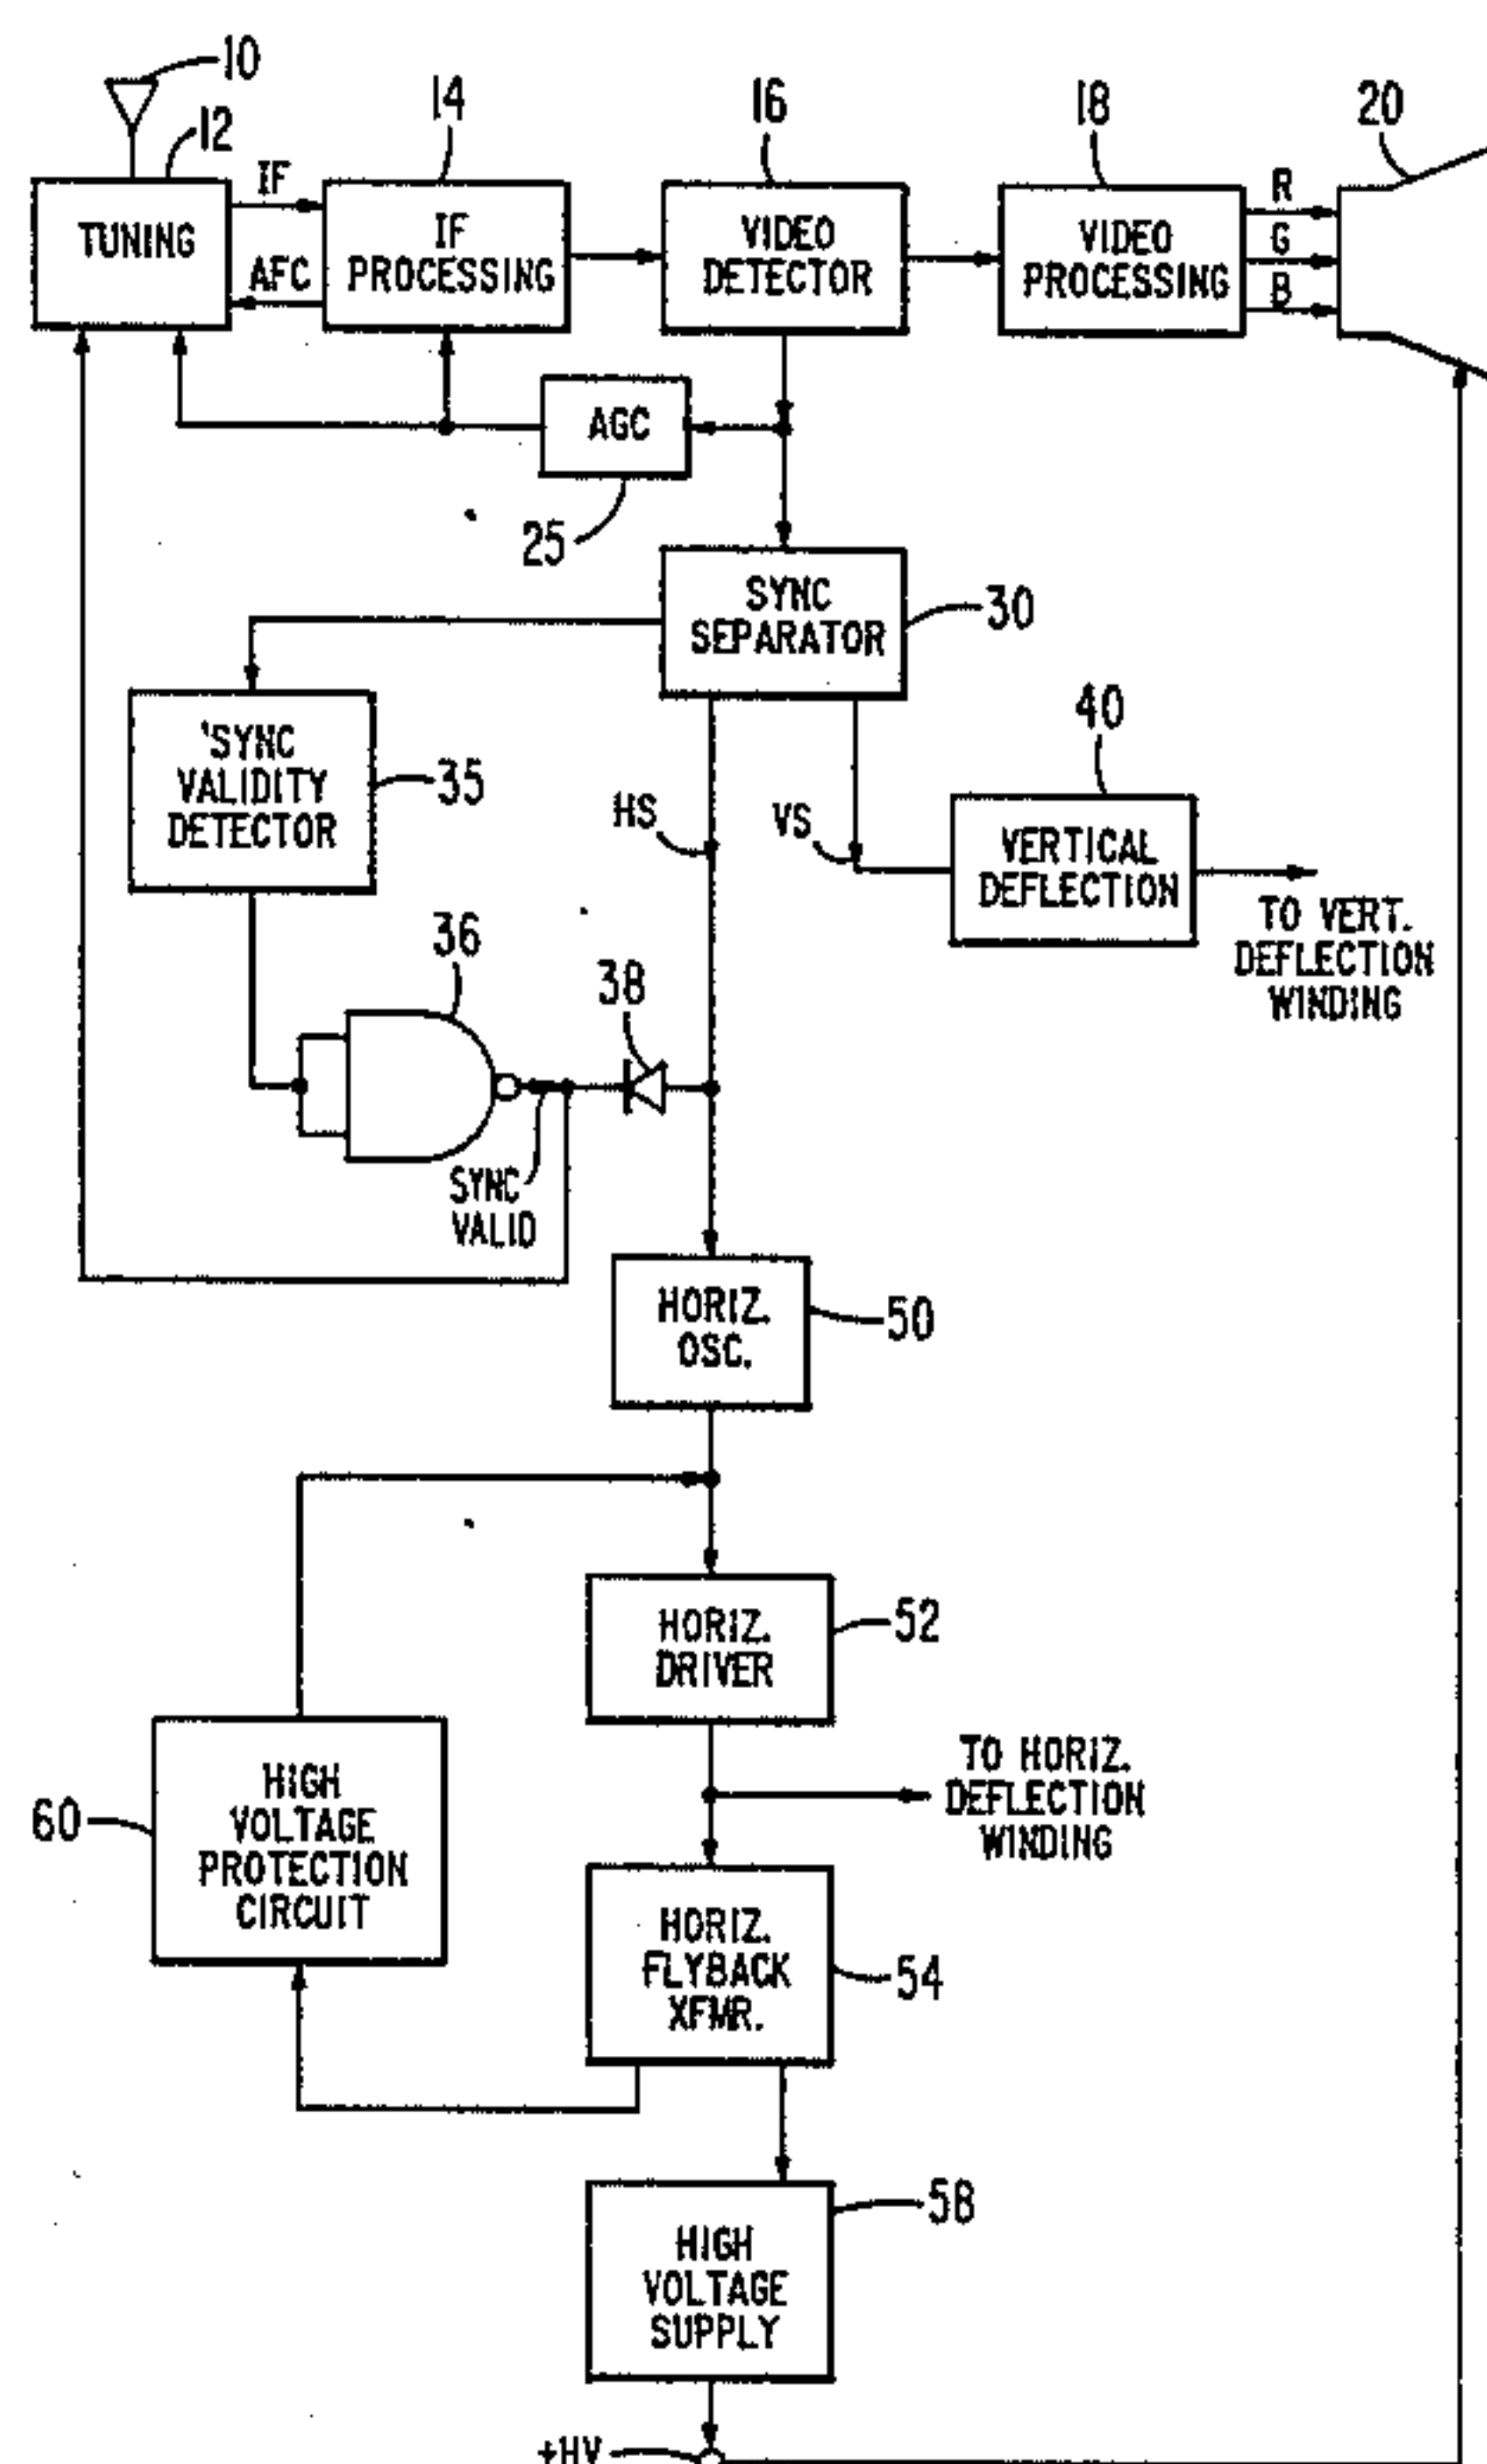 10
12
14
16
18
20
IF
AFC
R
G
B
TUNING
IF
PROCESSING
VIDEO
DETECTOR
VIDEO
PROCESSING
AGC
25
SYNC
SEPARATOR
30
SYNC
VALIDITY
DETECTOR
35
40
HS
VS
VERTICAL
DEFLECTION
TO VERT.
DEFLECTION
WINDING
36
38
SYNC
VALID
HORIZ.
OSC.
50
HORIZ.
DRIVER
52
TO HORIZ.
DEFLECTION
WINDING
60
HIGH
VOLTAGE
PROTECTION
CIRCUIT
HORIZ.
FLYBACK
XFMR.
54
58
HIGH
VOLTAGE
SUPPLY
+HV